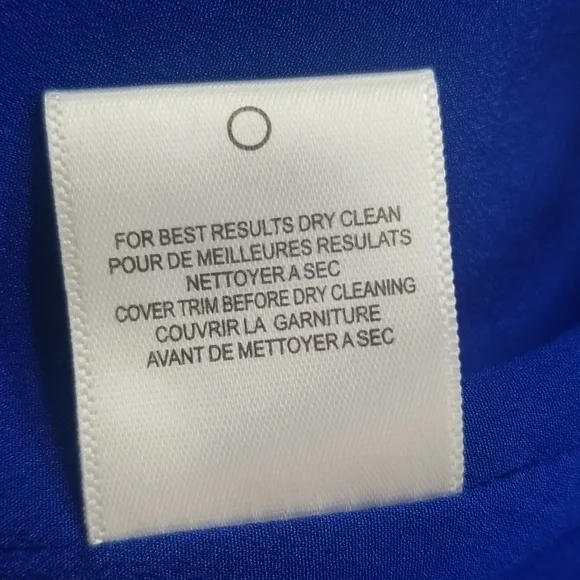 FOR BEST RESULTS DRY CLEAN
POUR DE MEILLEURES RESULATS
NETTOYER A SEC
COVER TRIM BEFORE DRY CLEANING
COUVRIR LA GARNITURE
AVANT DE METTOYER A SEC